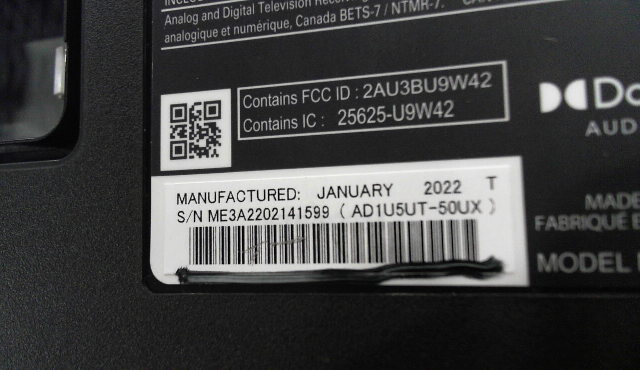 Analog and Digital Television
analogique et numérique, Canada BETS-7 / NTMR-7.
Contains FCC ID : 2AU3BU9W42
Contains IC : 25625-U9W42
AUD
MANUFACTURED: JANUARY 2022 T
S/N ME3A2202141599 ( AD1U5UT-50UX )
MADE
FABRIQUÉ
MODEL